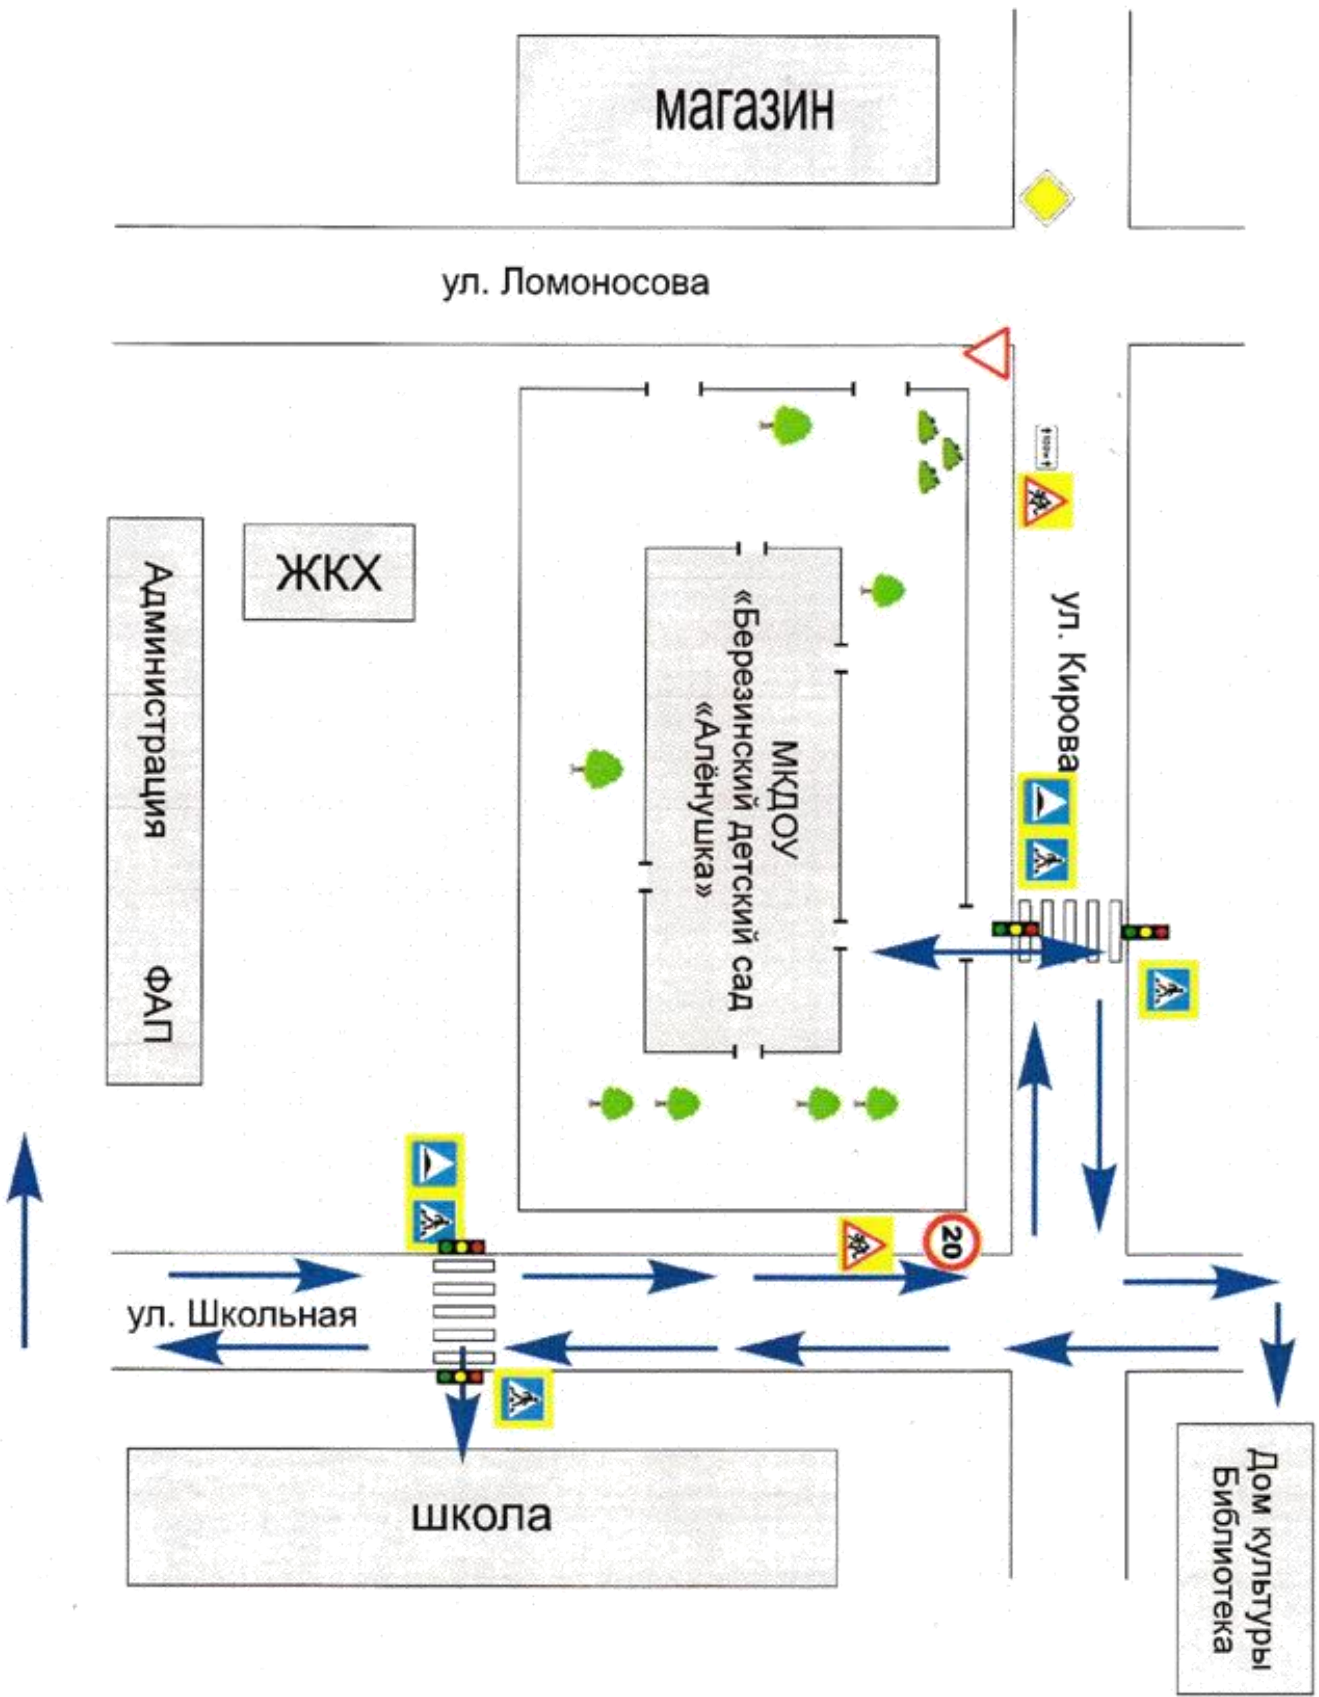 магазин
ул. Ломоносова
100м
ЖКХ
Администрация
ФАП
МКДОУ
«Березинский детский сад
«Алёнушка»
ул. Кирова
20
ул. Школьная
школа
Дом культуры
Библиотека